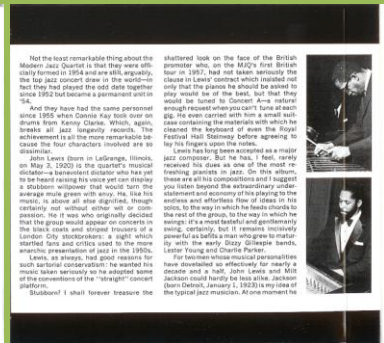 Not the least remarkable thing about the
Modern Jazz Quartet is that they were offi-
cially formed in 1954 and are still, arguably,
the top jazz concert draw in the world—in
fact they had played the odd date together
since 1952 but became a permanent unit in
'54.
And they have had the same personnel
since 1955 when Connie Kay took over on
drums from Kenny Clarke. Which, again,
breaks all jazz longevity records. The
achievement is all the more remarkable be-
cause the four characters involved are so
dissimilar.
John Lewis (born in LaGrange, Illinois,
on May 3, 1920) is the quartet's musical
dictator—a benevolent dictator who has yet
to be heard raising his voice yet can display
a stubborn willpower that would turn the
average mule green with envy. He, like his
music, is above all else dignified, though
certainly not without either wit or com-
passion. He it was who originally decided
that the group would appear on concerts in
the black coats and striped trousers of a
London City stockbroker: a sight which
startled fans and critics used to the more
anarchic presentation of jazz in the 1950s.
Lewis, as always, had good reasons for
such sartorial conservatism: he wanted his
music taken seriously so he adopted some
of the conventions of the "straight" concert
platform.
Stubborn? I shall forever treasure the
shattered look on the face of the British
promoter who, on the MJQ's first British
tour in 1957, had not taken seriously the
clause in Lewis' contract which insisted not
only that the pianos he should be asked to
play would be of the best, but that they
would be tuned to Concert A—a natural
enough request when you can't tune at each
gig. He even carried with him a small suit-
case containing the materials with which he
cleaned the keyboard of even the Royal
Festival Hall Steinway before agreeing to
lay his fingers upon the notes.
Lewis has long been accepted as a major
jazz composer. But he has, I feel, rarely
received his dues as one of the most re-
freshing pianists in jazz. On this album,
these are all his compositions and I suggest
you listen beyond the extraordinary under-
statement and economy of his playing to the
endless and effortless flow of ideas in his
solos, to the way in which he feeds chords to
the rest of the group, to the way in which he
swings: it's a most tasteful and gentlemanly
swing, certainly, but it remains incisively
powerful as befits a man who grew to matur-
ity with the early Dizzy Gillespie bands,
Lester Young and Charlie Parker.
For two men whose musical personalities
have dovetailed so effectively for nearly a
decade and a half, John Lewis and Milt
Jackson could hardly be less alike. Jackson
(born Detroit, January 1, 1923) is my idea of
the typical jazz musician. At one moment he